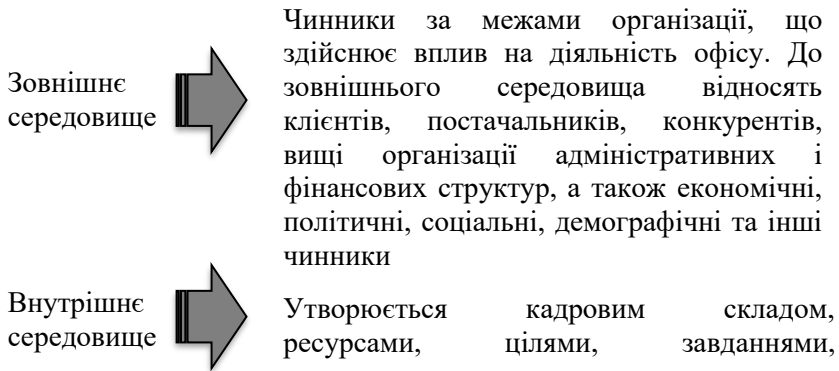 Зовнішнє
середовище
Чинники за межами організації, що
здійснює вплив на діяльність офісу. До
зовнішнього середовища відносять
клієнтів, постачальників, конкурентів,
вищі організації адміністративних і
фінансових структур, а також економічні,
політичні, соціальні, демографічні та інші
чинники
Внутрішнє
середовище
Утворюється кадровим складом,
ресурсами, цілями, завданнями,